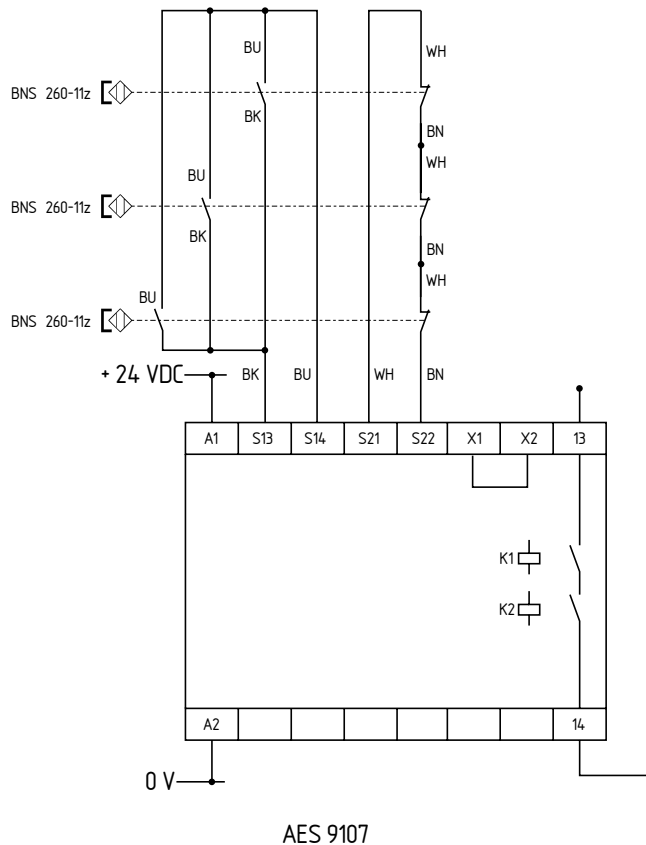 BU
WH
BNS 260-11z
BK
BN
WH
BU
BNS 260-11z
BK
BN
WH
BU
BNS 260-11z
+ 24 VDC
BK
BU
WH
BN
A1
S13
S14
S21
S22
X1
X2
13
K1
K2
A2
14
0 V
AES 9107